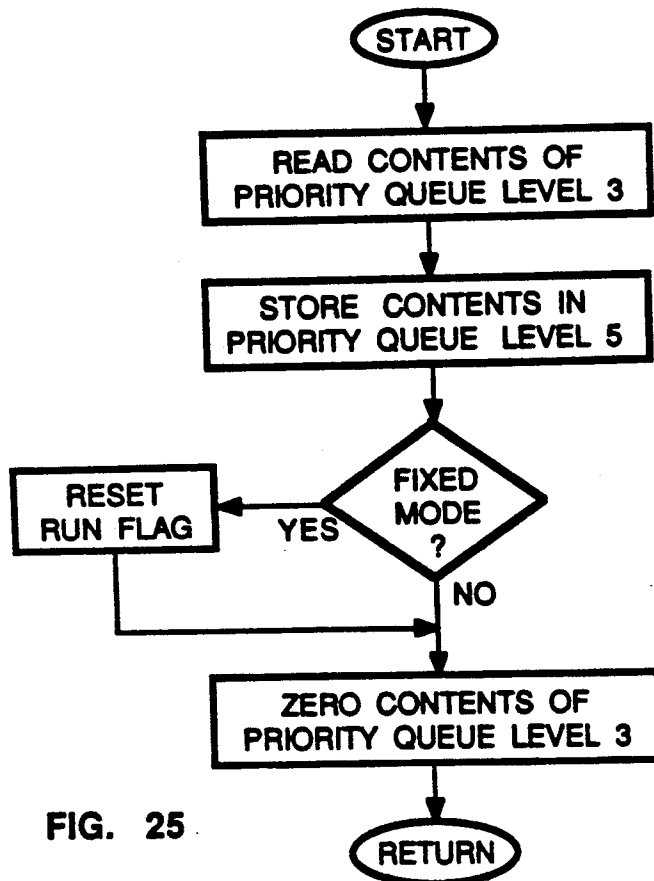 START
READ CONTENTS OF
PRIORITY QUEUE LEVEL 3
STORE CONTENTS IN
PRIORITY QUEUE LEVEL 5
FIXED
MODE
?
YES
RESET
RUN FLAG
NO
ZERO CONTENTS OF
PRIORITY QUEUE LEVEL 3
RETURN
FIG. 25